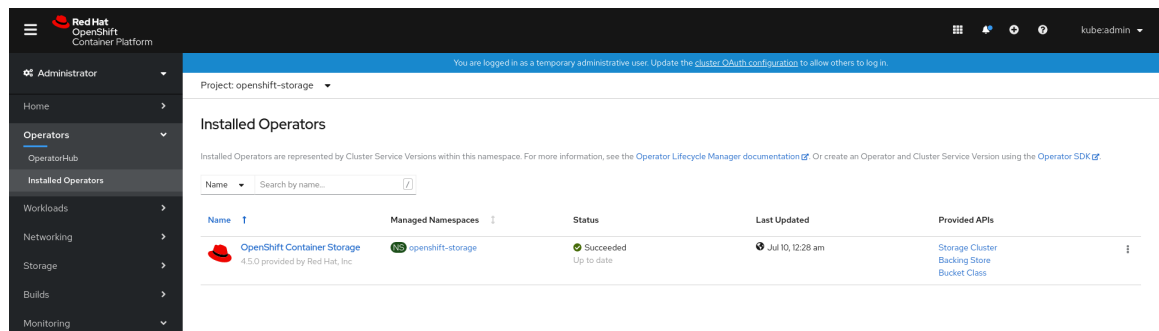 Red Hat
OpenShift
Container Platform
kube:admin
Administrator
You are logged in as a temporary administrative user. Update the cluster OAuth configuration to allow others to log in.
Project: openshift-storage
Home
Operators
OperatorHub
Installed Operators
Workloads
Networking
Storage
Builds
Monitoring
Installed Operators
Installed Operators are represented by Cluster Service Versions within this namespace. For more information, see the Operator Lifecycle Manager documentation. Or create an Operator and Cluster Service Version using the Operator SDK.
Name Search by name... /
Name Managed Namespaces Status Last Updated Provided APIs
OpenShift Container Storage NS openshift-storage Succeeded Jul 10, 12:28 am Storage Cluster
4.5.0 provided by Red Hat, Inc Up to date Backing Store
Bucket Class